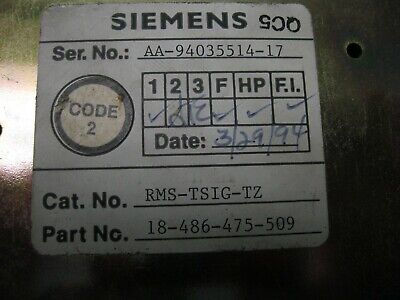 SIEMENS QC5
Ser. No.: AA-94035514-17
1 2 3 F HP F.I.
CODE
2
Date: 3/29/94
Cat. No. RMS-TSIG-TZ
Part No. 18-486-475-509